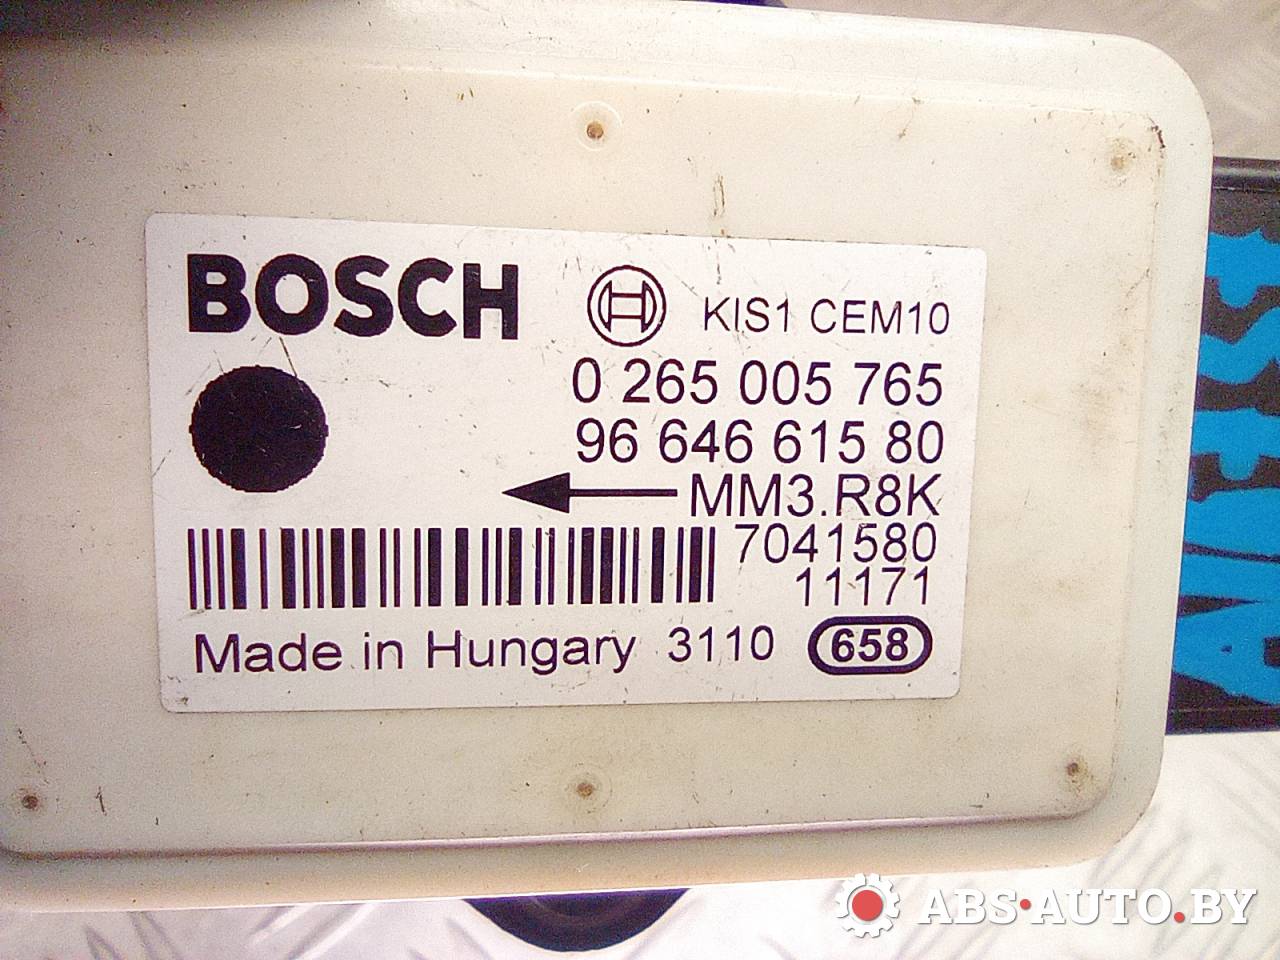 BOSCH
KIS1 CEM10
0 265 005 765
96 646 615 80
MM3.R8K
7041580
11171
Made in Hungary 3110 658
ABS·AUTO.BY